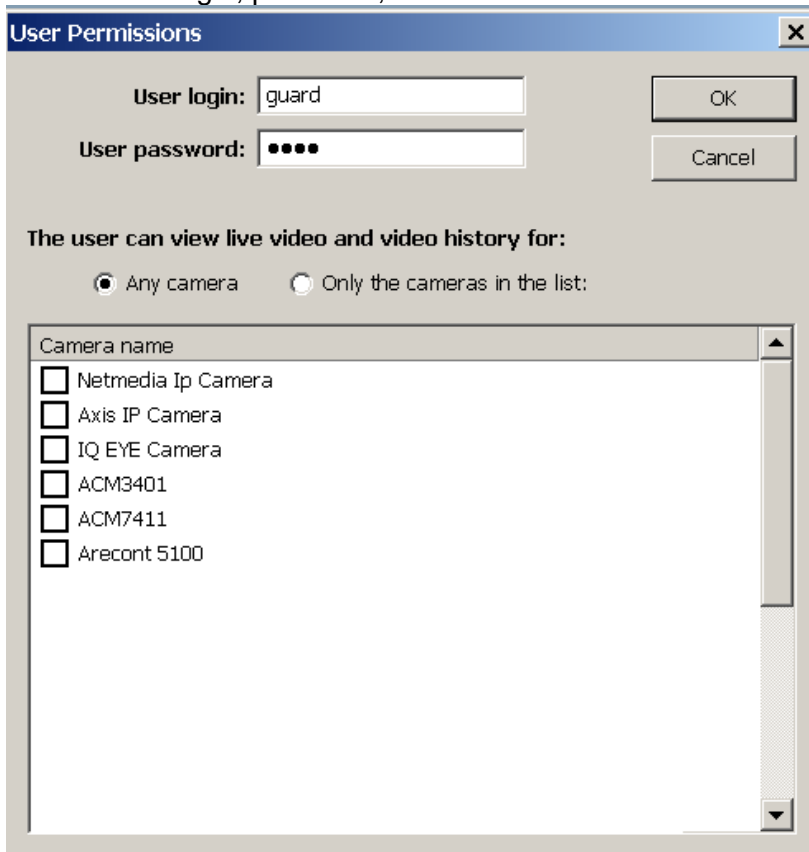 User Permissions
User login: guard OK
User password: ●●●● Cancel
The user can view live video and video history for:
Any camera Only the cameras in the list:
Camera name
Netmedia Ip Camera
Axis IP Camera
IQ EYE Camera
ACM3401
ACM7411
Arecont 5100